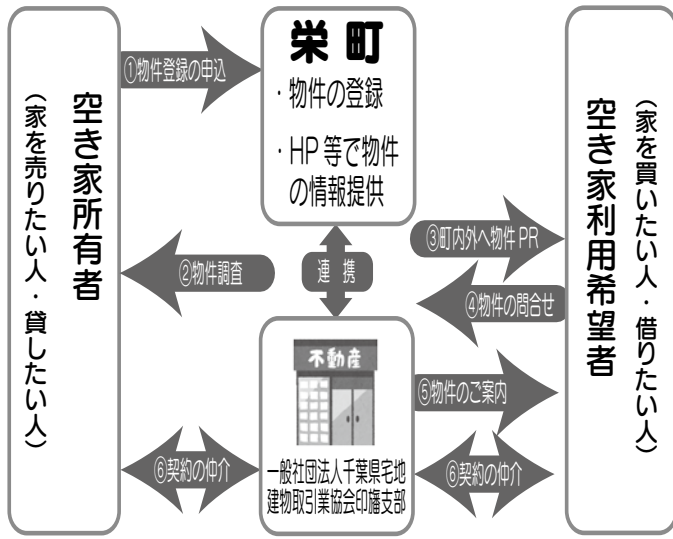 空き家所有者
（家を売りたい人・貸したい人）
①物件登録の申込
栄町
・物件の登録
・HP等で物件
の情報提供
②物件調査
連携
③町内外へ物件PR
④物件の問合せ
不動産
一般社団法人千葉県宅地
建物取引業協会印旛支部
⑤物件のご案内
⑥契約の仲介
⑥契約の仲介
（家を買いたい人・借りたい人）
空き家利用希望者